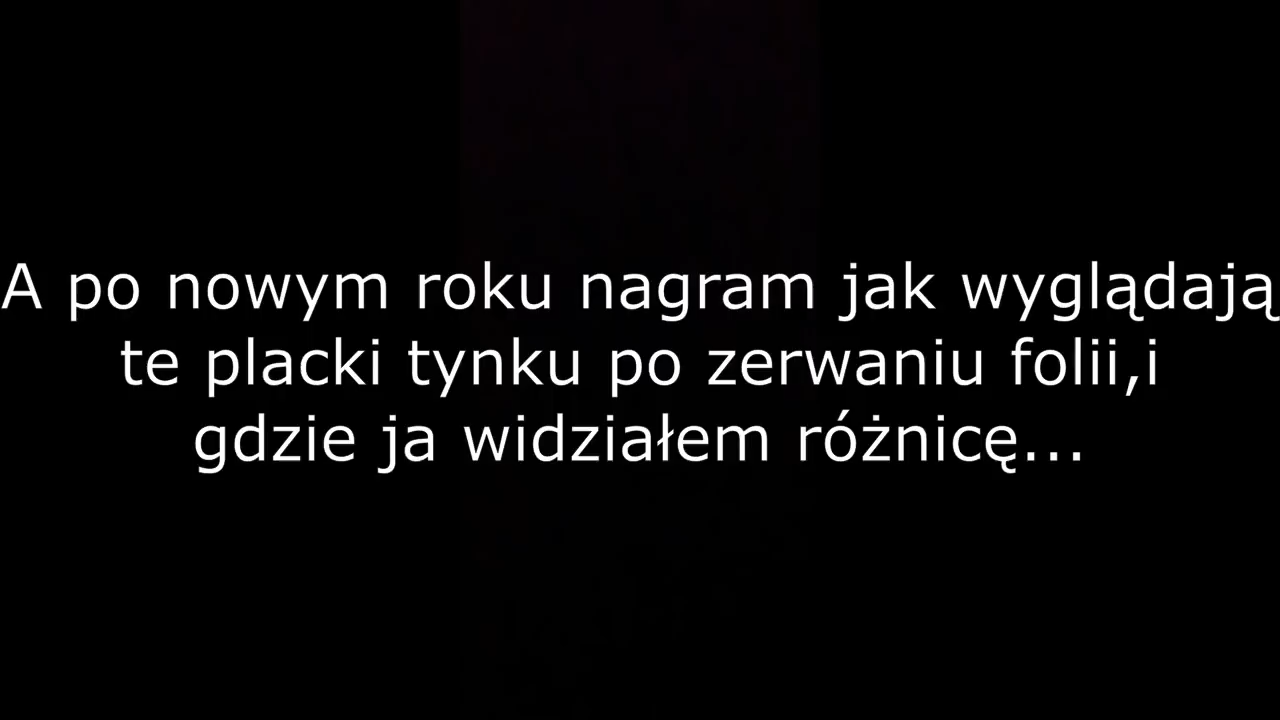 A po nowym roku nagram jak wyglądają
te placki tynku po zerwaniu folii,i
gdzie ja widziałem różnicę...